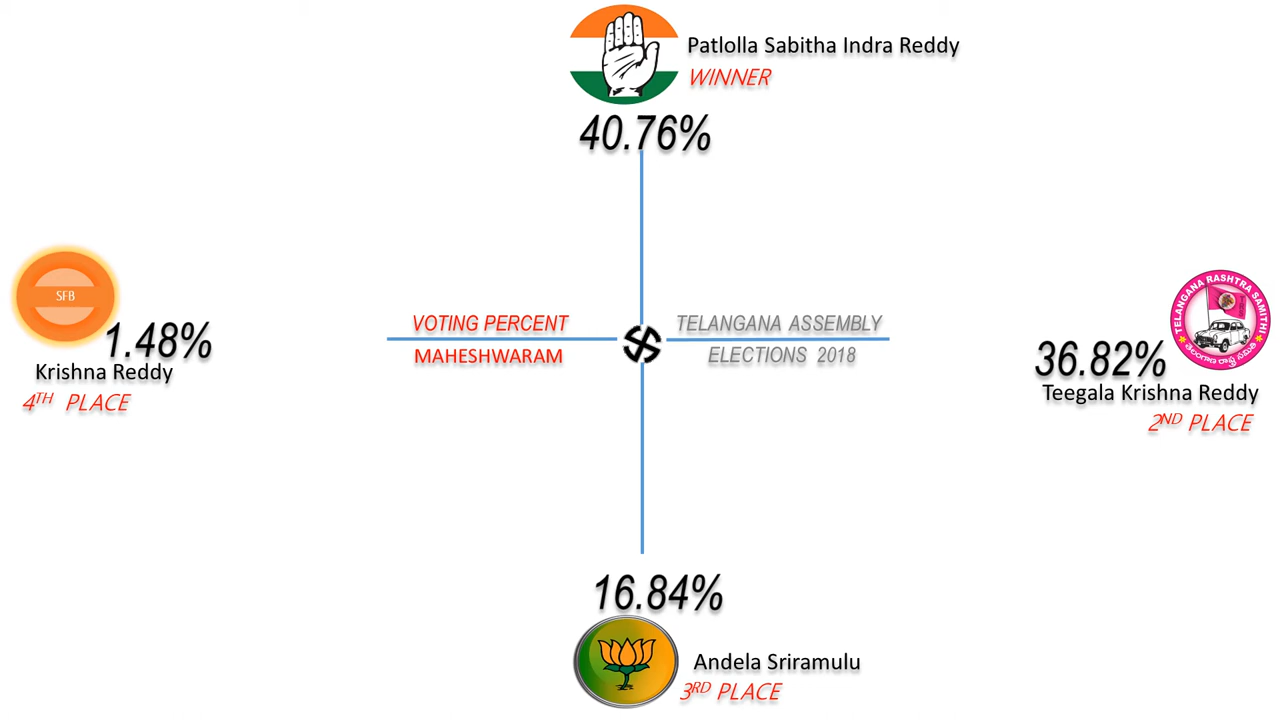 Patlolla Sabitha Indra Reddy
WINNER
40.76%
SFB
1.48%
Krishna Reddy
4TH PLACE
VOTING PERCENT
MAHESHWARAM
TELANGANA ASSEMBLY
ELECTIONS 2018
TELANGANA RASHTRA SAMITHI
తెలంగాణ రాష్ట్ర సమితి
36.82%
Teegala Krishna Reddy
2ND PLACE
16.84%
Andela Sriramulu
3RD PLACE